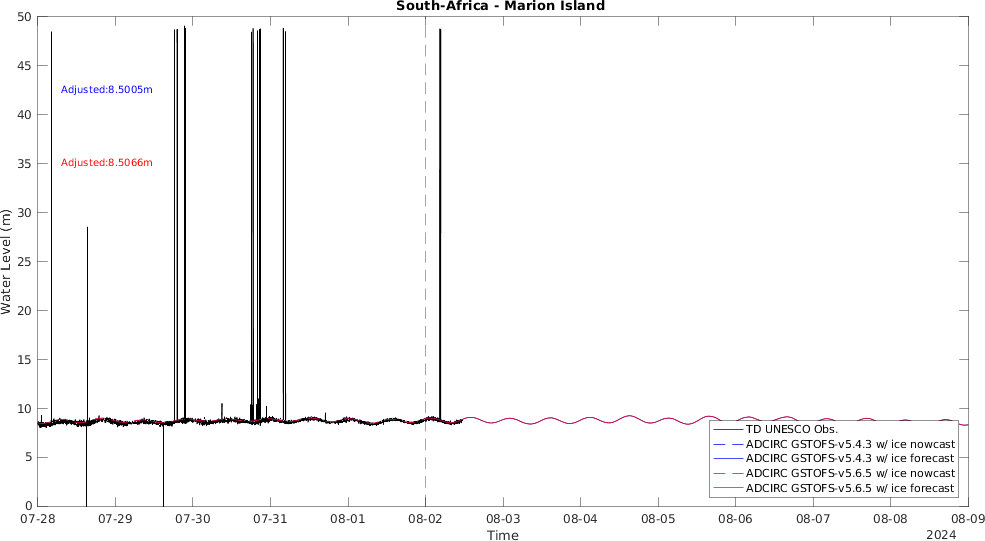 South-Africa - Marion Island
Water Level (m)
50
45
40
35
30
25
20
15
10
5
0
Adjusted:8.5005m
Adjusted:8.5066m
TD UNESCO Obs.
ADCIRC GSTOFS-v5.4.3 w/ ice nowcast
ADCIRC GSTOFS-v5.4.3 w/ ice forecast
ADCIRC GSTOFS-v5.6.5 w/ ice nowcast
ADCIRC GSTOFS-v5.6.5 w/ ice forecast
07-28 07-29 07-30 07-31 08-01 08-02 08-03 08-04 08-05 08-06 08-07 08-08 08-09
Time
2024